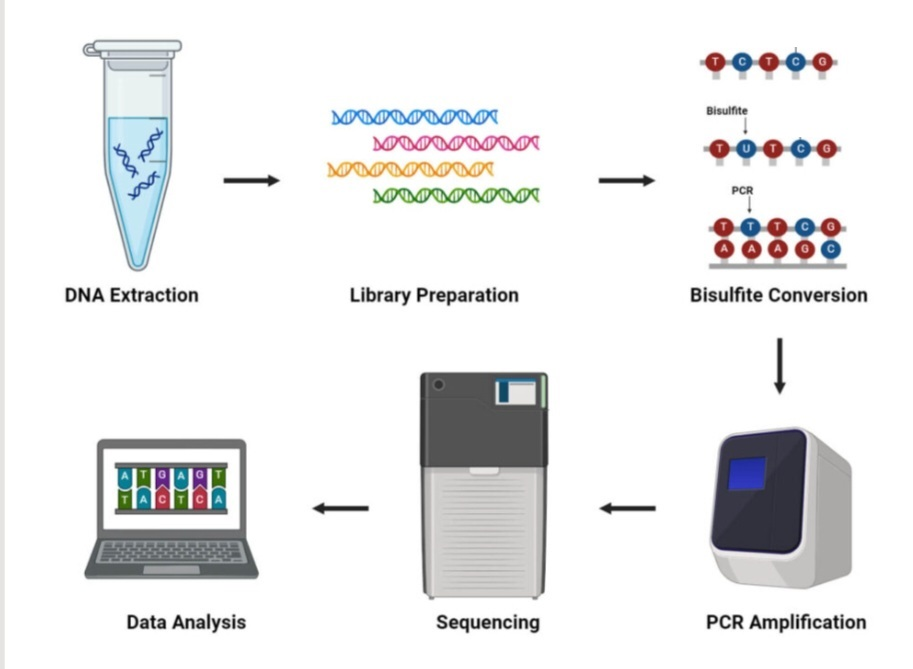 T C T C G
Bisulfite
T U T C G
PCR
T T T C G
A A A G C
DNA Extraction
Library Preparation
Bisulfite Conversion
A T G A G T
T A C T C A
Data Analysis
Sequencing
PCR Amplification